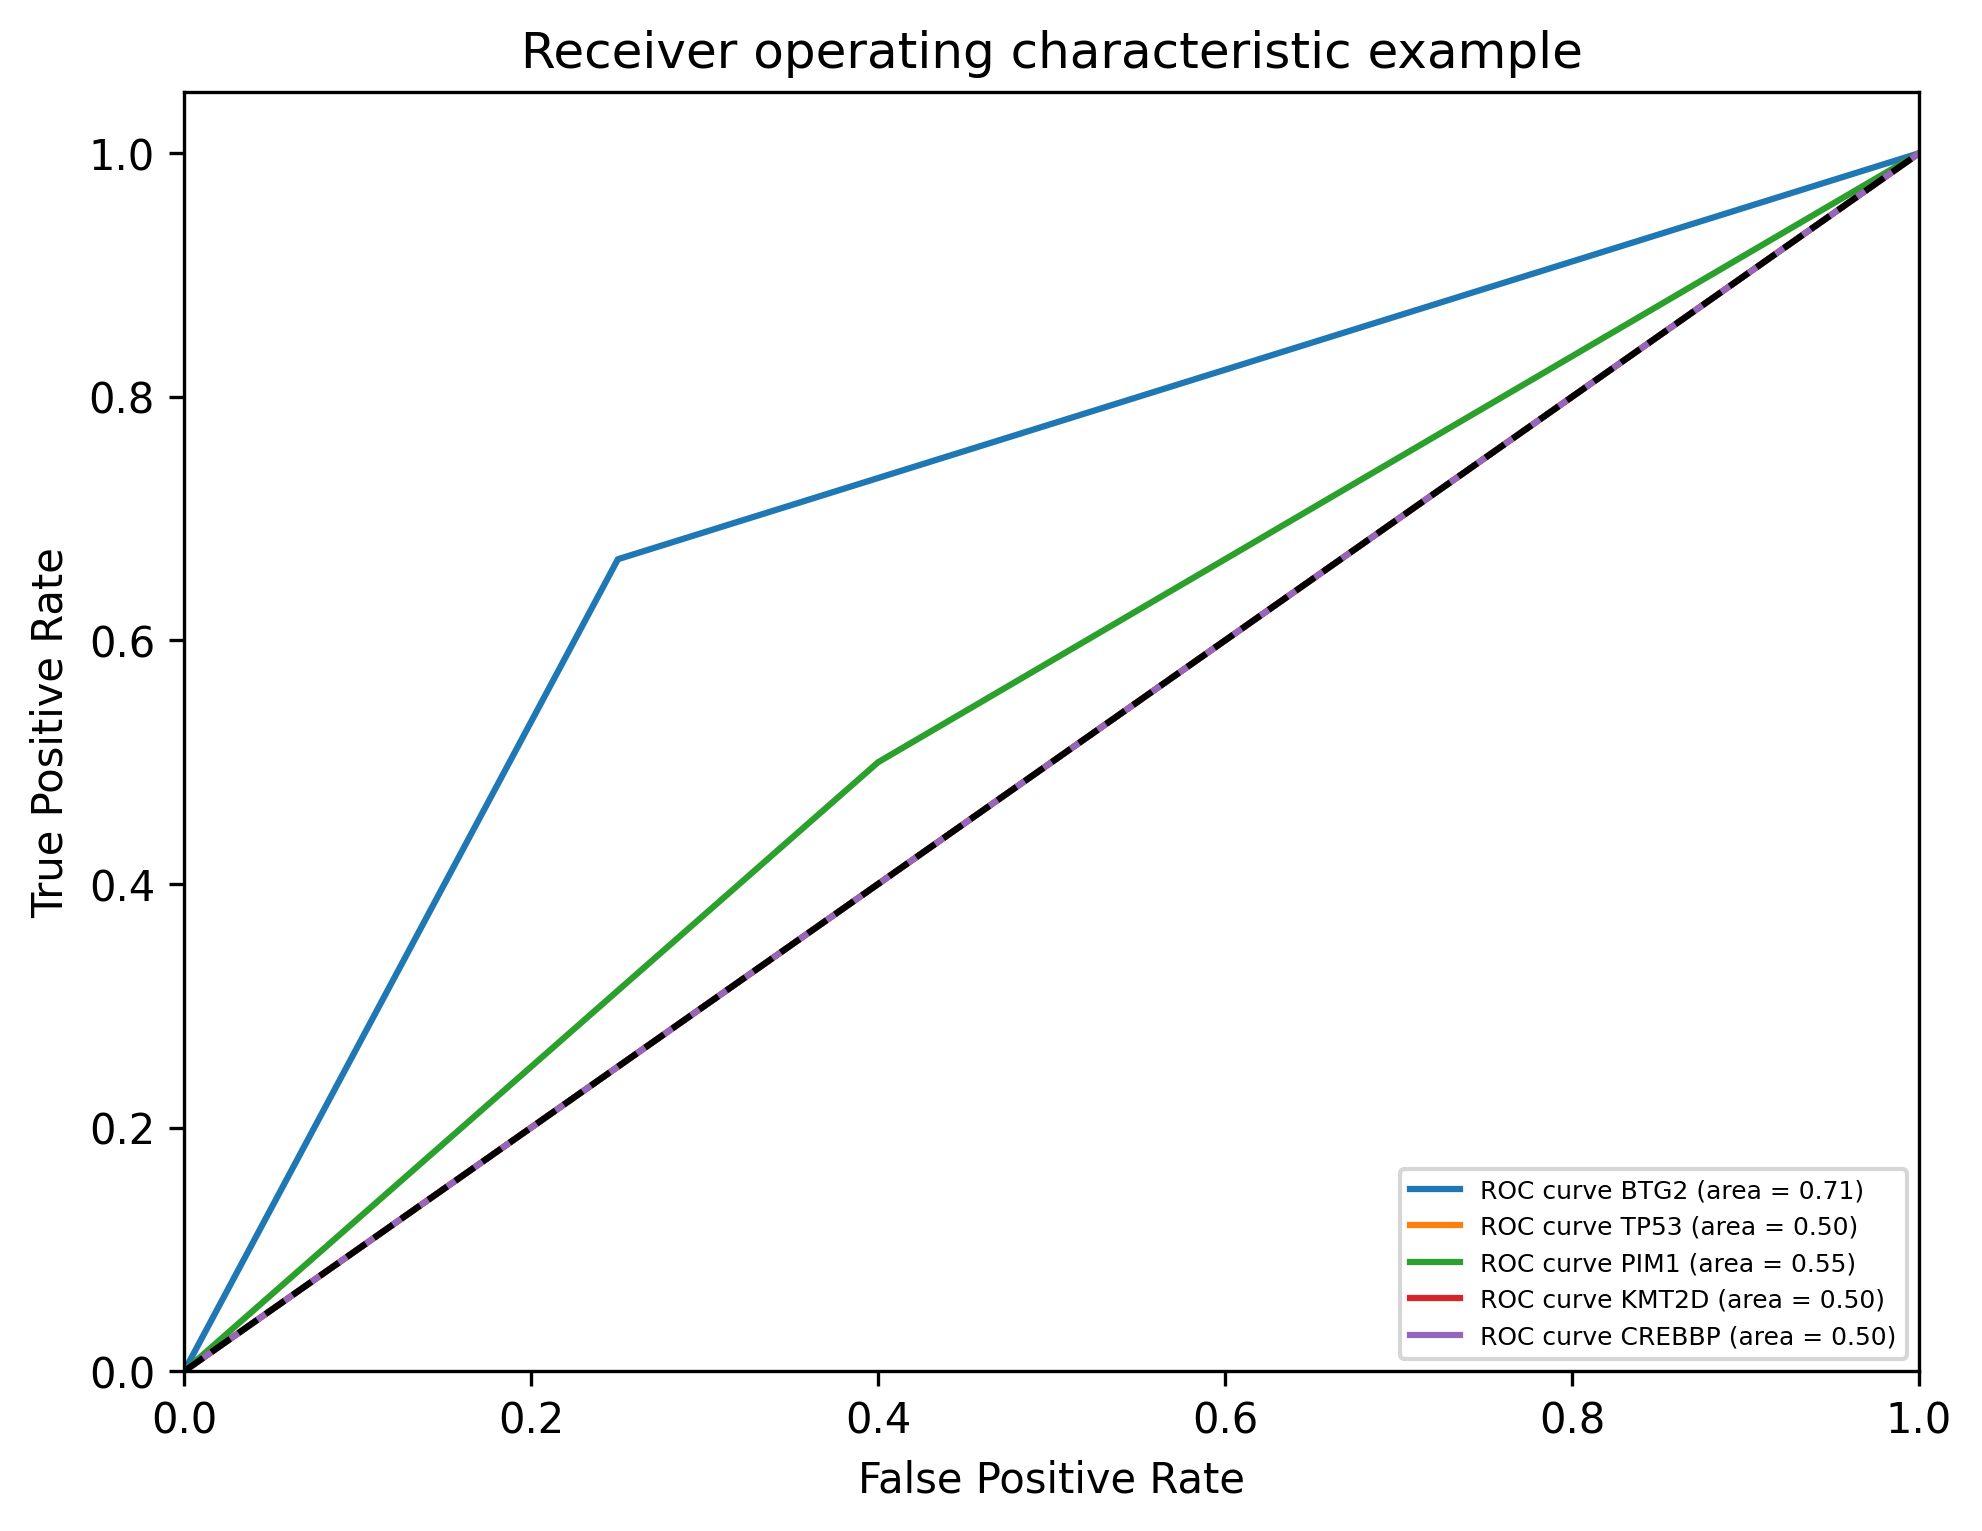 Receiver operating characteristic example
True Positive Rate
1.0
0.8
0.6
0.4
0.2
0.0
ROC curve BTG2 (area = 0.71)
ROC curve TP53 (area = 0.50)
ROC curve PIM1 (area = 0.55)
ROC curve KMT2D (area = 0.50)
ROC curve CREBBP (area = 0.50)
0.0 0.2 0.4 0.6 0.8 1.0
False Positive Rate